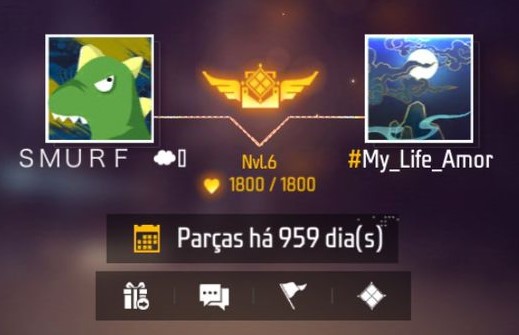 SMURF
#My_Life_Amor
Nvl.6
1800 / 1800
Parças há 959 dia(s)